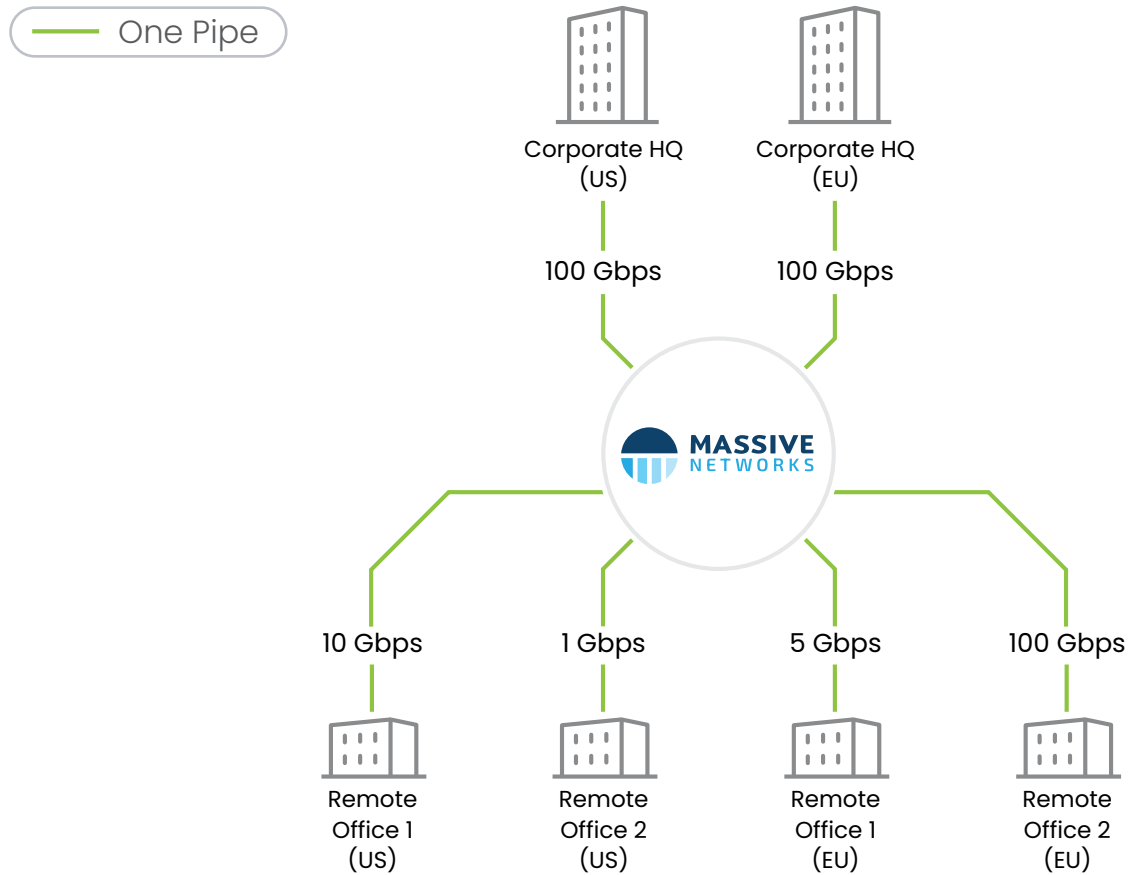 One Pipe
Corporate HQ
(US)
Corporate HQ
(EU)
100 Gbps
100 Gbps
MASSIVE
NETWORKS
10 Gbps
1 Gbps
5 Gbps
100 Gbps
Remote
Office 1
(US)
Remote
Office 2
(US)
Remote
Office 1
(EU)
Remote
Office 2
(EU)